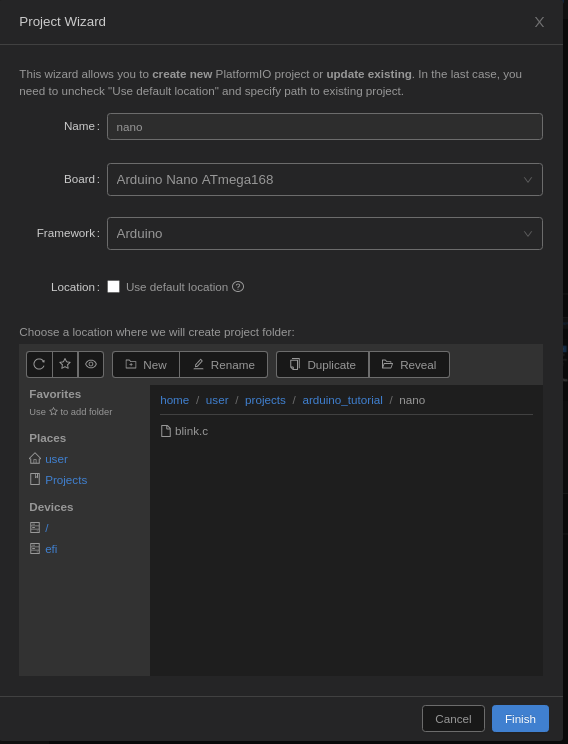 Project Wizard X
This wizard allows you to create new PlatformIO project or update existing. In the last case, you
need to uncheck "Use default location" and specify path to existing project.
Name: nano
Board: Arduino Nano ATmega168
Framework: Arduino
Location: Use default location ?
Choose a location where we will create project folder:
New Rename Duplicate Reveal
Favorites
Use ☆ to add folder
Places
user
Projects
Devices
/
efi
home / user / projects / arduino_tutorial / nano
blink.c
Cancel Finish